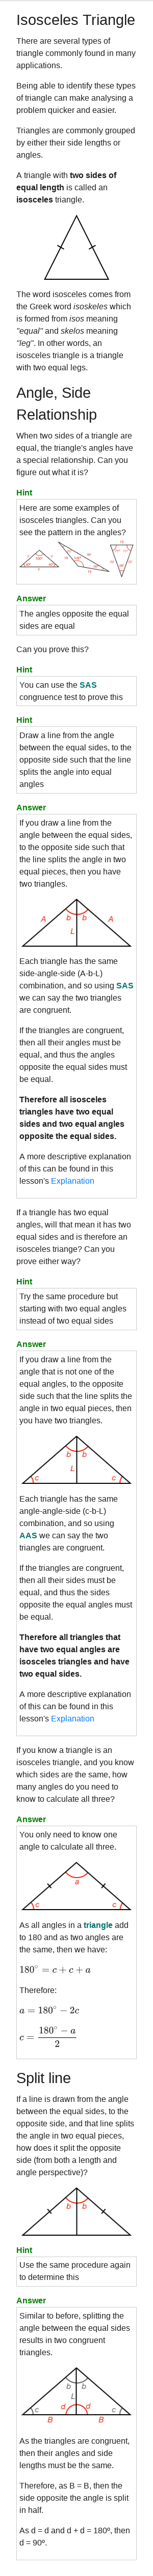 Isosceles Triangle
There are several types of
triangle commonly found in many
applications.
Being able to identify these types
of triangle can make analysing a
problem quicker and easier.
Triangles are commonly grouped
by either their side lengths or
angles.
A triangle with two sides of
equal length is called an
isosceles triangle.
The word isosceles comes from
the Greek word isoskeles which
is formed from isos meaning
"equal" and skelos meaning
"leg". In other words, an
isosceles triangle is a triangle
with two equal legs.
Angle, Side
Relationship
When two sides of a triangle are
equal, the triangle's angles have
a special relationship. Can you
figure out what it is?
Hint
Here are some examples of
isosceles triangles. Can you
see the pattern in the angles?
Answer
The angles opposite the equal
sides are equal
Can you prove this?
Hint
You can use the SAS
congruence test to prove this
Hint
Draw a line from the angle
between the equal sides, to the
opposite side such that the line
splits the angle into equal
angles
Answer
If you draw a line from the
angle between the equal sides,
to the opposite side such that
the line splits the angle in two
equal pieces, then you have
two triangles.
A b b A
L
Each triangle has the same
side-angle-side (A-b-L)
combination, and so using SAS
we can say the two triangles
are congruent.
If the triangles are congruent,
then all their angles must be
equal, and thus the angles
opposite the equal sides must
be equal.
Therefore all isosceles
triangles have two equal
sides and two equal angles
opposite the equal sides.
A more descriptive explanation
of this can be found in this
lesson's Explanation
If a triangle has two equal
angles, will that mean it has two
equal sides and is therefore an
isosceles triangle? Can you
prove either way?
Hint
Try the same procedure but
starting with two equal angles
instead of two equal sides
Answer
If you draw a line from the
angle that is not one of the
equal angles, to the opposite
side such that the line splits the
angle in two equal pieces, then
you have two triangles.
b b
L
c c
Each triangle has the same
angle-angle-side (c-b-L)
combination, and so using
AAS we can say the two
triangles are congruent.
If the triangles are congruent,
then all their sides must be
equal, and thus the sides
opposite the equal angles must
be equal.
Therefore all triangles that
have two equal angles are
isosceles triangles and have
two equal sides.
A more descriptive explanation
of this can be found in this
lesson's Explanation
If you know a triangle is an
isosceles triangle, and you know
which sides are the same, how
many angles do you need to
know to calculate all three?
Answer
You only need to know one
angle to calculate all three.
a
c c
As all angles in a triangle add
to 180 and as two angles are
the same, then we have:
180° = c + c + a
Therefore:
a = 180° − 2c
c = (180° − a)/2
Split line
If a line is drawn from the angle
between the equal sides, to the
opposite side, and that line splits
the angle in two equal pieces,
how does it split the opposite
side (from both a length and
angle perspective)?
b b
Hint
Use the same procedure again
to determine this
Answer
Similar to before, splitting the
angle between the equal sides
results in two congruent
triangles.
b b
L
c d d c
B B
As the triangles are congruent,
then their angles and side
lengths must be the same.
Therefore, as B = B, then the
side opposite the angle is split
in half.
As d = d and d + d = 180º, then
d = 90º.